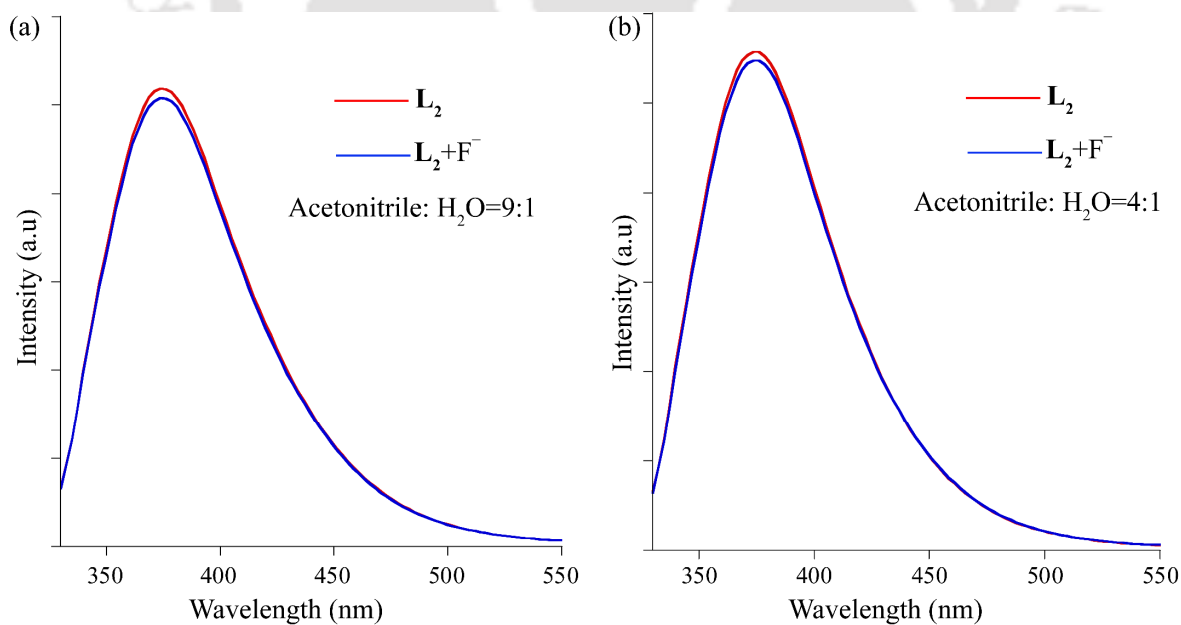 (a)
L₂
L₂+F⁻
Acetonitrile: H₂O=9:1
Intensity (a.u)
350 400 450 500 550
Wavelength (nm)
(b)
L₂
L₂+F⁻
Acetonitrile: H₂O=4:1
Intensity (a.u)
350 400 450 500 550
Wavelength (nm)